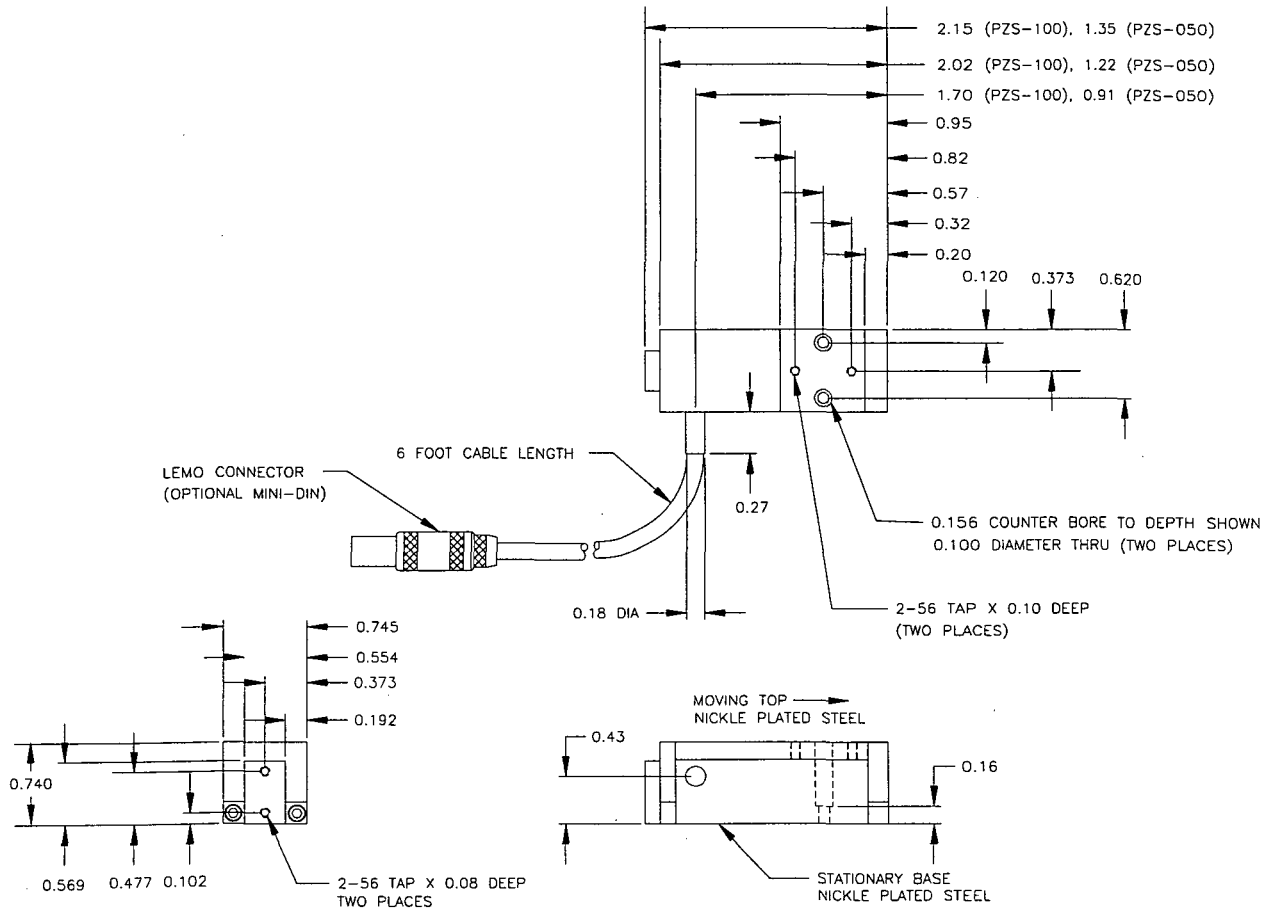 2.15 (PZS-100), 1.35 (PZS-050)
2.02 (PZS-100), 1.22 (PZS-050)
1.70 (PZS-100), 0.91 (PZS-050)
0.95
0.82
0.57
0.32
0.20
0.120 0.373 0.620
6 FOOT CABLE LENGTH
LEMO CONNECTOR
(OPTIONAL MINI-DIN)
0.27
0.156 COUNTER BORE TO DEPTH SHOWN
0.100 DIAMETER THRU (TWO PLACES)
0.18 DIA
2-56 TAP X 0.10 DEEP
(TWO PLACES)
0.745
0.554
0.373
0.192
0.740
0.569 0.477 0.102
2-56 TAP X 0.08 DEEP
TWO PLACES
MOVING TOP
NICKLE PLATED STEEL
0.43
0.16
STATIONARY BASE
NICKLE PLATED STEEL